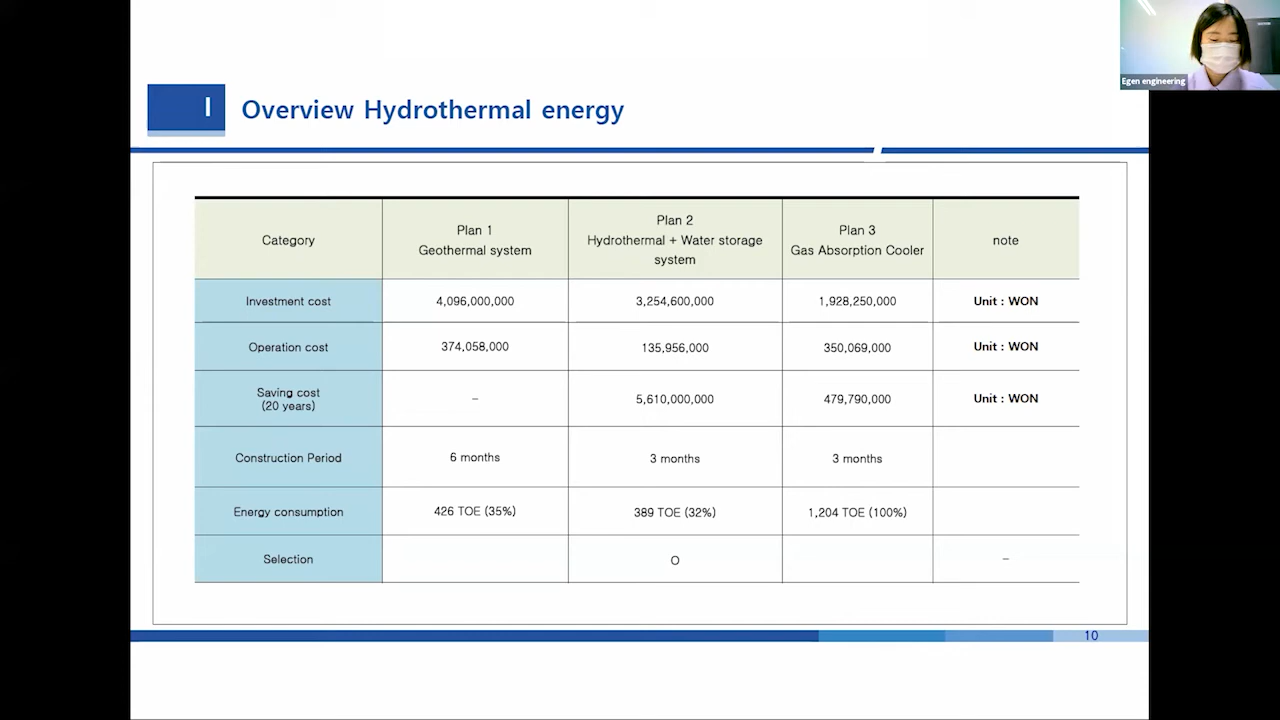 Egen engineering
I
Overview Hydrothermal energy
Category
Plan 1
Geothermal system
Plan 2
Hydrothermal + Water storage
system
Plan 3
Gas Absorption Cooler
note
Investment cost
4,096,000,000
3,254,600,000
1,928,250,000
Unit : WON
Operation cost
374,058,000
135,956,000
350,069,000
Unit : WON
Saving cost
(20 years)
–
5,610,000,000
479,790,000
Unit : WON
Construction Period
6 months
3 months
3 months
Energy consumption
426 TOE (35%)
389 TOE (32%)
1,204 TOE (100%)
Selection
O
–
10